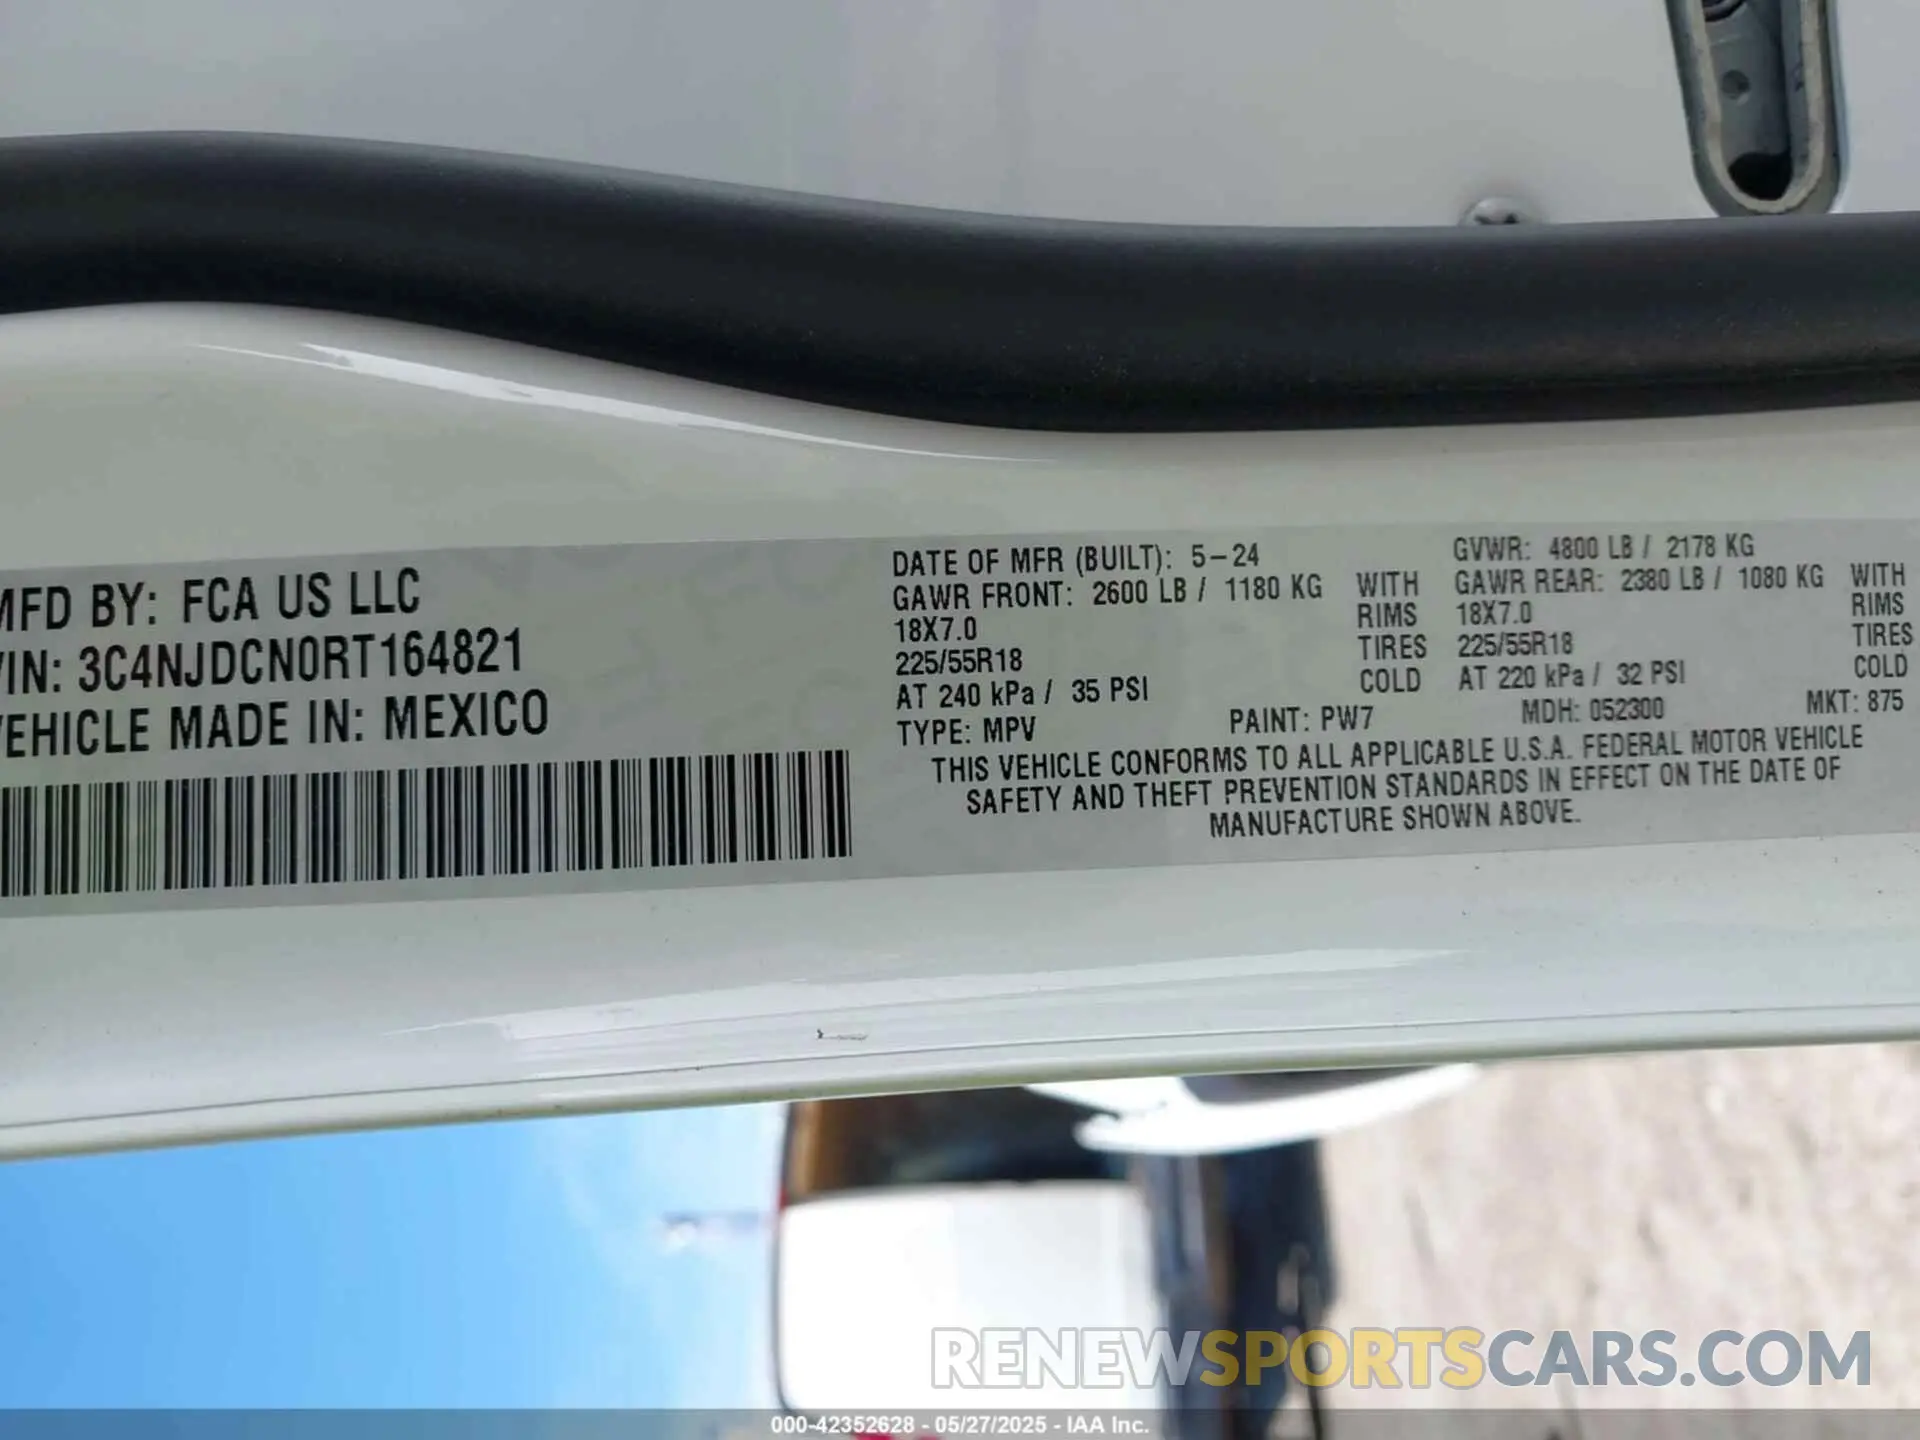 MFD BY: FCA US LLC
VIN: 3C4NJDCN0RT164821
VEHICLE MADE IN: MEXICO
DATE OF MFR (BUILT): 5-24
GVWR: 4800 LB / 2178 KG
GAWR FRONT: 2600 LB / 1180 KG WITH
18X7.0 RIMS
225/55R18 TIRES
AT 240 kPa / 35 PSI COLD
GAWR REAR: 2380 LB / 1080 KG WITH
18X7.0 RIMS
225/55R18 TIRES
AT 220 kPa / 32 PSI COLD
TYPE: MPV PAINT: PW7 MDH: 052300 MKT: 875
THIS VEHICLE CONFORMS TO ALL APPLICABLE U.S.A. FEDERAL MOTOR VEHICLE
SAFETY AND THEFT PREVENTION STANDARDS IN EFFECT ON THE DATE OF
MANUFACTURE SHOWN ABOVE.
RENEWSPORTSCARS.COM
000-42352628 - 05/27/2025 - IAA Inc.